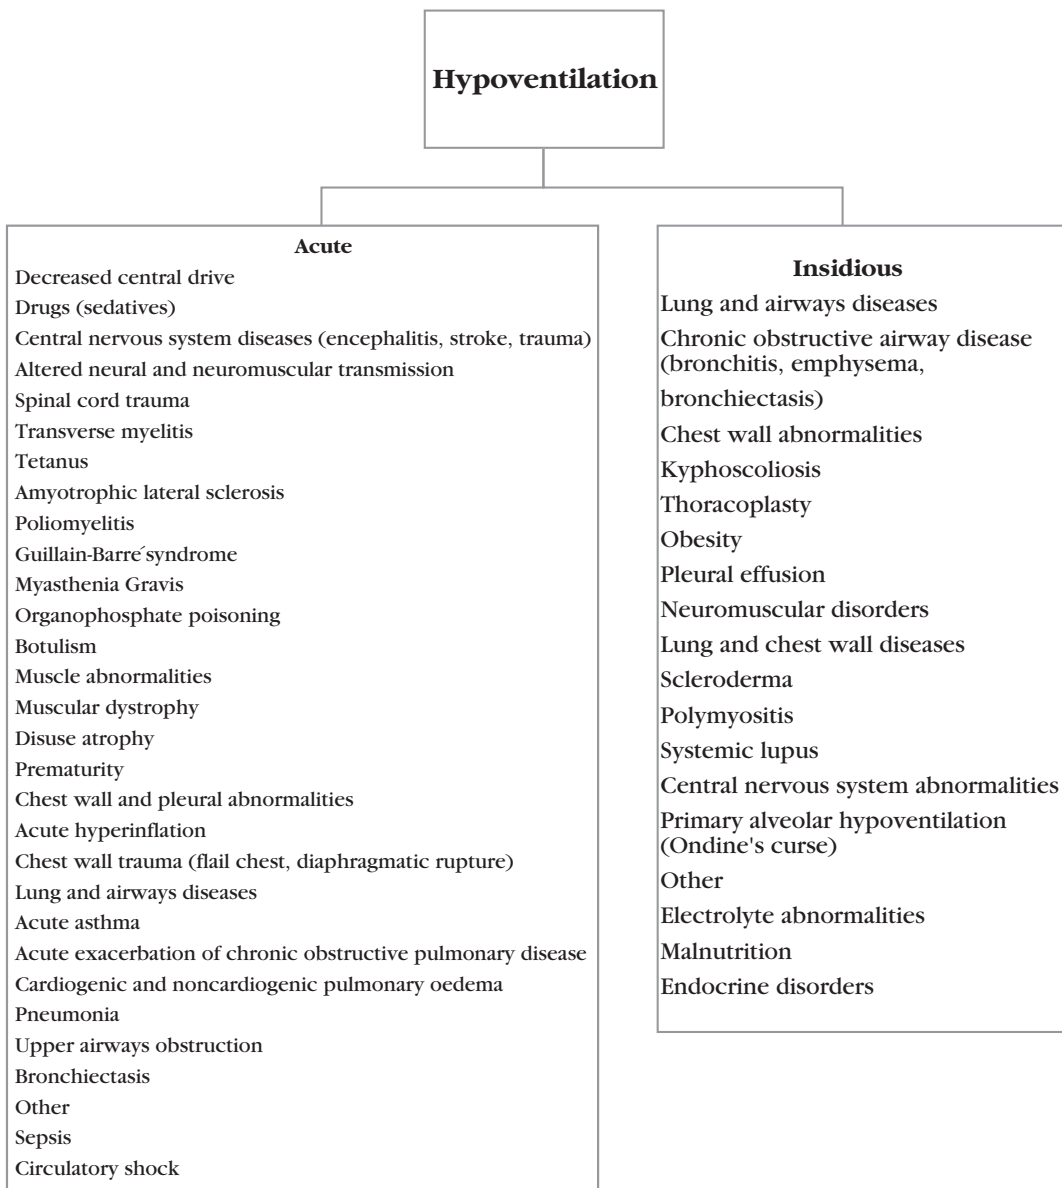 Hypoventilation
Acute
Decreased central drive
Drugs (sedatives)
Central nervous system diseases (encephalitis, stroke, trauma)
Altered neural and neuromuscular transmission
Spinal cord trauma
Transverse myelitis
Tetanus
Amyotrophic lateral sclerosis
Poliomyelitis
Guillain-Barre´syndrome
Myasthenia Gravis
Organophosphate poisoning
Botulism
Muscle abnormalities
Muscular dystrophy
Disuse atrophy
Prematurity
Chest wall and pleural abnormalities
Acute hyperinflation
Chest wall trauma (flail chest, diaphragmatic rupture)
Lung and airways diseases
Acute asthma
Acute exacerbation of chronic obstructive pulmonary disease
Cardiogenic and noncardiogenic pulmonary oedema
Pneumonia
Upper airways obstruction
Bronchiectasis
Other
Sepsis
Circulatory shock
Insidious
Lung and airways diseases
Chronic obstructive airway disease
(bronchitis, emphysema,
bronchiectasis)
Chest wall abnormalities
Kyphoscoliosis
Thoracoplasty
Obesity
Pleural effusion
Neuromuscular disorders
Lung and chest wall diseases
Scleroderma
Polymyositis
Systemic lupus
Central nervous system abnormalities
Primary alveolar hypoventilation
(Ondine's curse)
Other
Electrolyte abnormalities
Malnutrition
Endocrine disorders